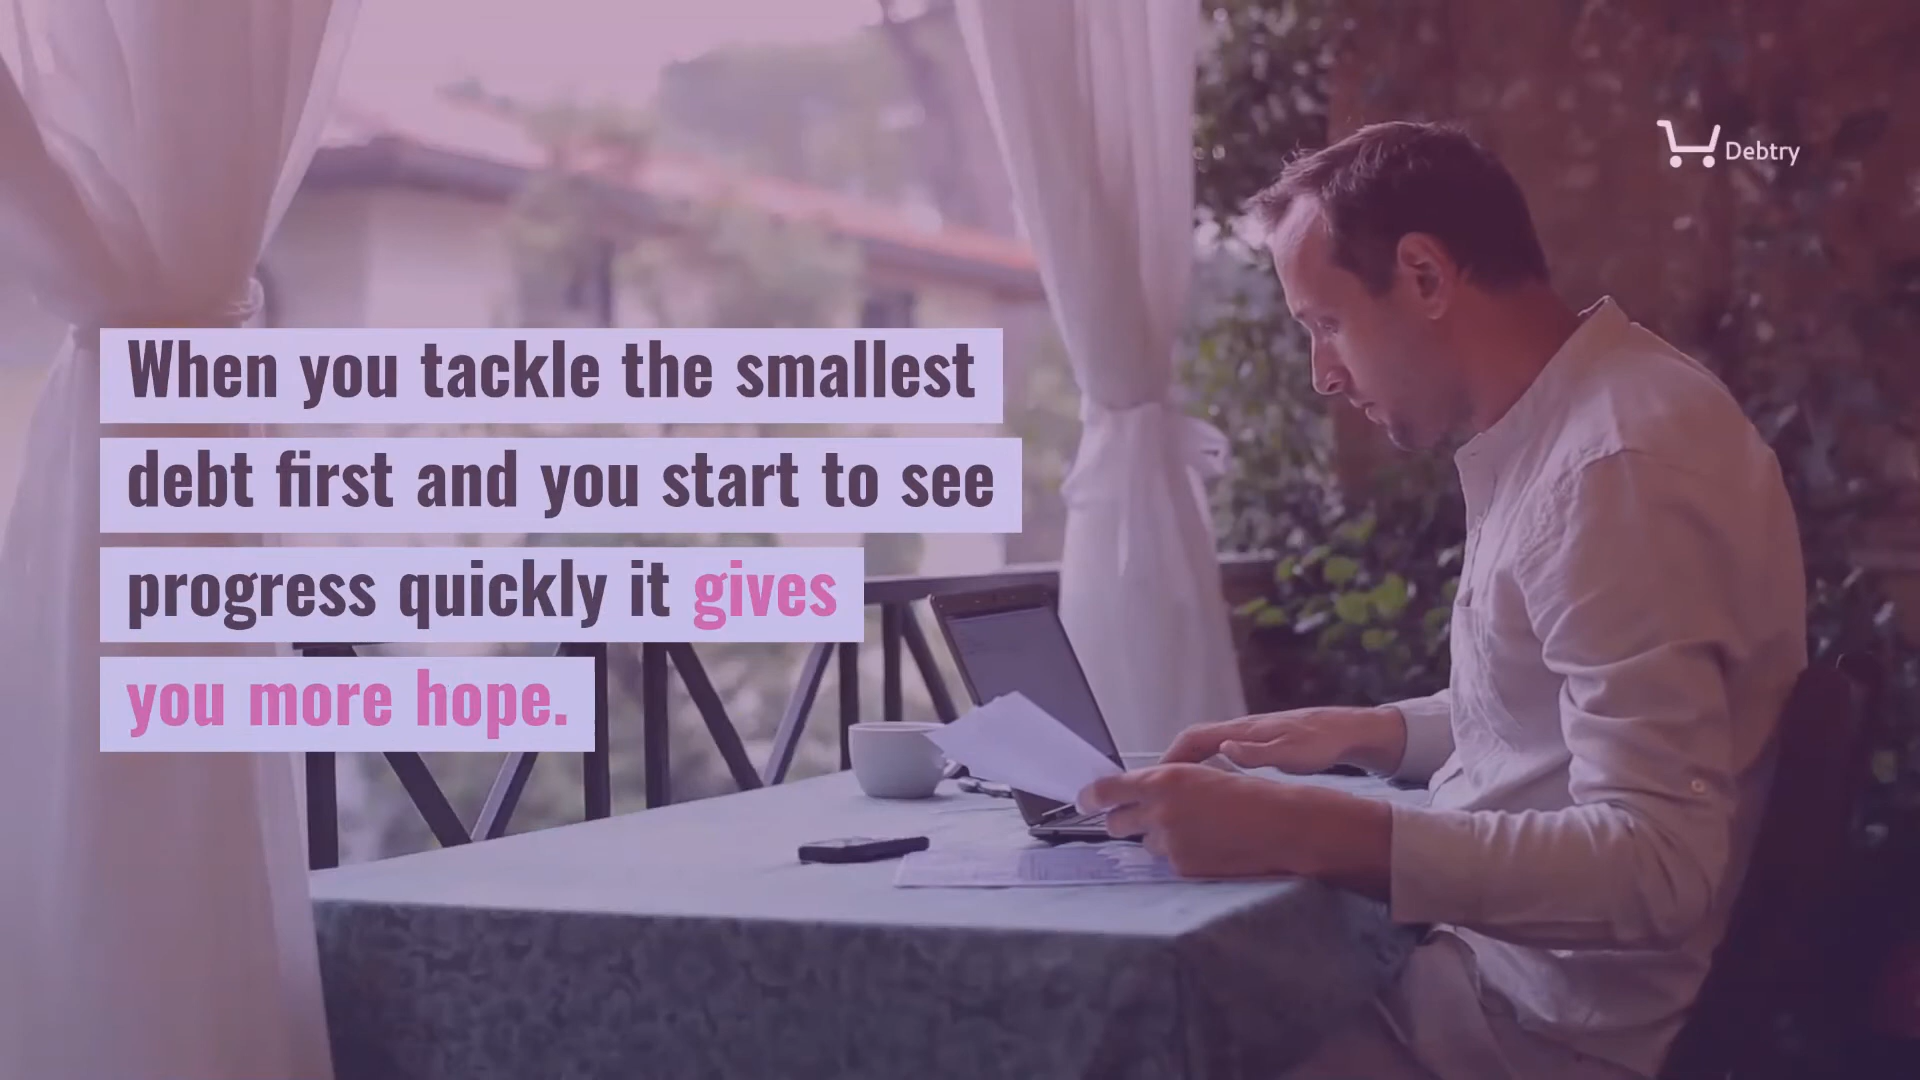 Debtry
When you tackle the smallest
debt first and you start to see
progress quickly it gives
you more hope.